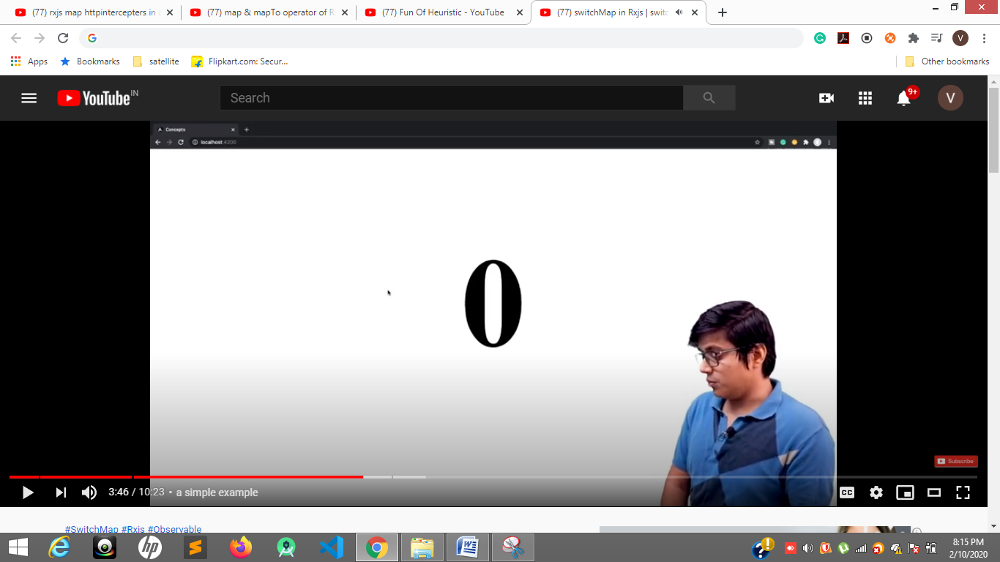 (77) rxjs map httpintercepters in a
(77) map & mapTo operator of R
(77) Fun Of Heuristic - YouTube
(77) switchMap in Rxjs | switc
Apps
Bookmarks
satellite
Flipkart.com: Secur...
Other bookmarks
V
YouTube IN
Search
9+
V
Concepts
localhost:4200
0
Subscribe
3:46 / 10:23 • a simple example
CC
#SwitchMap #Rxjs #Observable
8:15 PM
2/10/2020